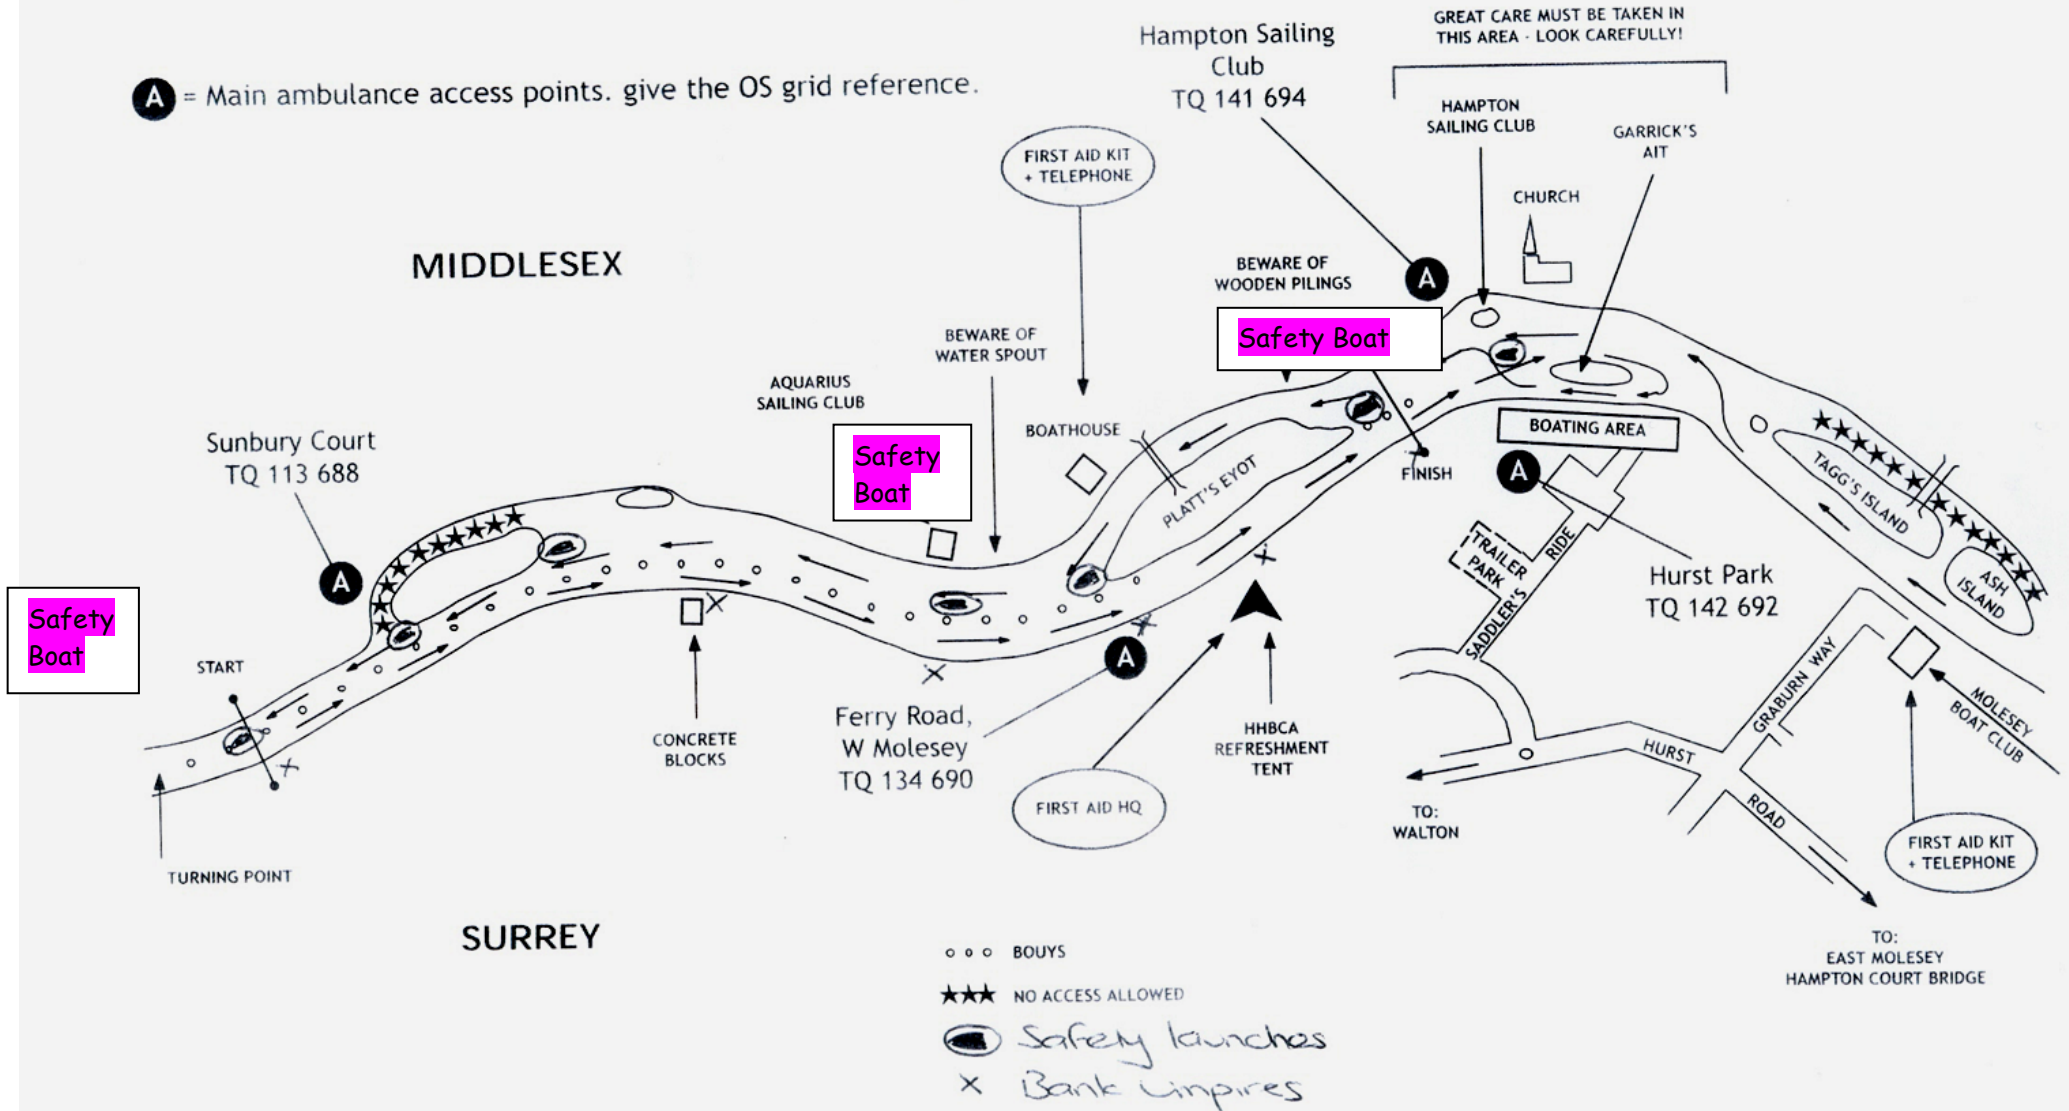 GREAT CARE MUST BE TAKEN IN
THIS AREA - LOOK CAREFULLY!
Hampton Sailing
Club
TQ 141 694
A = Main ambulance access points. give the OS grid reference.
HAMPTON
SAILING CLUB
GARRICK'S
AIT
FIRST AID KIT
+ TELEPHONE
CHURCH
MIDDLESEX
BEWARE OF
WOODEN PILINGS
A
Safety Boat
BEWARE OF
WATER SPOUT
AQUARIUS
SAILING CLUB
BOATHOUSE
BOATING AREA
Sunbury Court
TQ 113 688
Safety
Boat
PLATT'S EYOT
FINISH
A
TAGG'S ISLAND
A
TRAILER
PARK
SADDLER'S RIDE
Hurst Park
TQ 142 692
ASH
ISLAND
Safety
Boat
START
A
GRABURN WAY
MOLESEY
BOAT CLUB
CONCRETE
BLOCKS
Ferry Road,
W Molesey
TQ 134 690
HHBCA
REFRESHMENT
TENT
HURST ROAD
FIRST AID HQ
TO:
WALTON
FIRST AID KIT
+ TELEPHONE
TURNING POINT
SURREY
TO:
EAST MOLESEY
HAMPTON COURT BRIDGE
BOUYS
NO ACCESS ALLOWED
Safety launches
X Bank Umpires